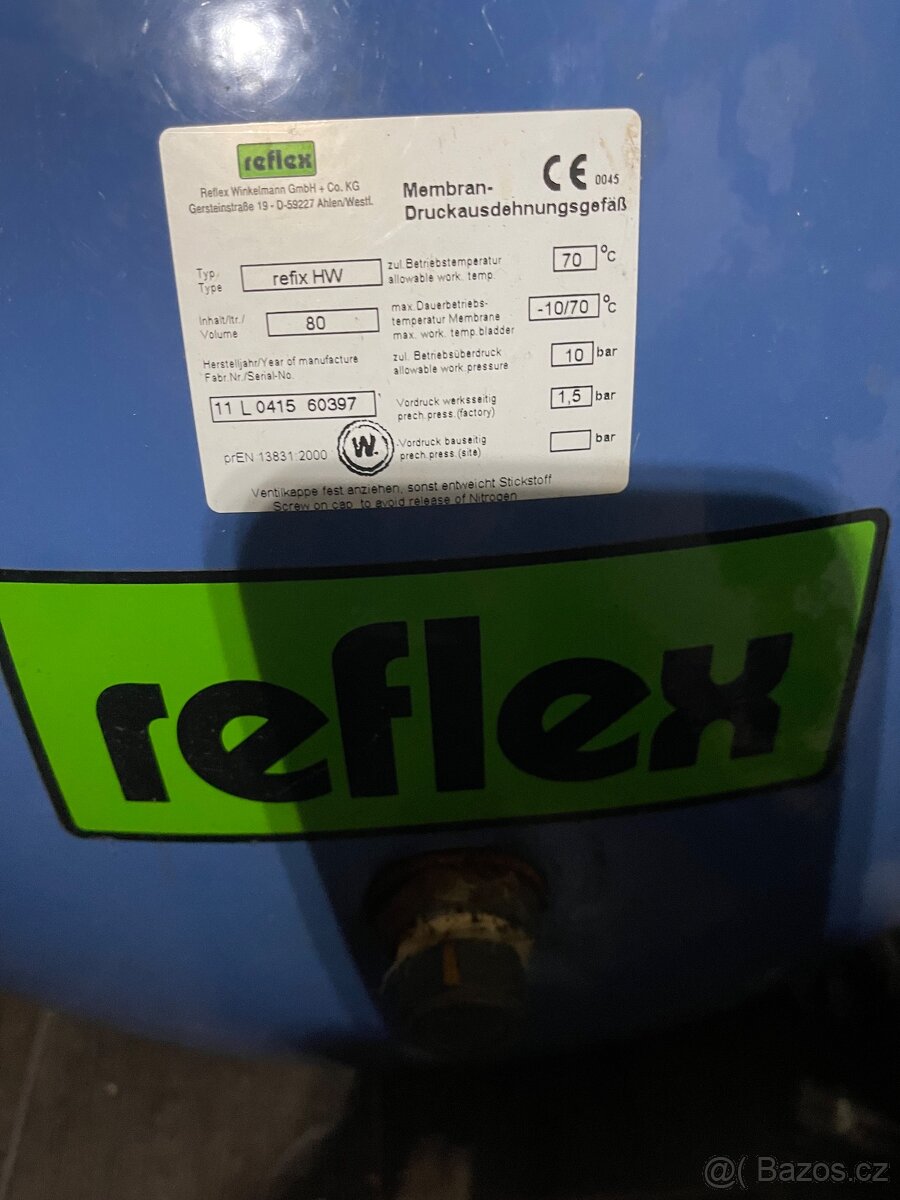 reflex
Reflex Winkelmann GmbH + Co. KG
Gersteinstraße 19 - D-59227 Ahlen/Westf.
Membran-
Druckausdehnungsgefäß
CE 0045
Typ
Type
refix HW
Inhalt/ltr./
Volume
80
Herstelljahr/Year of manufacture
Fabr.Nr./Serial-No.
11 L 0415 60397
prEN 13831:2000
W.
zul.Betriebstemperatur
allowable work. temp.
70 °C
max.Dauerbetriebs-
temperatur Membrane
max. work. temp.bladder
-10/70 °C
zul. Betriebsüberdruck
allowable work.pressure
10 bar
Vordruck werksseitig
prech.press.(factory)
1,5 bar
Vordruck bauseitig
prech.press.(site)
bar
Ventilkappe fest anziehen, sonst entweicht Stickstoff
Screw on cap to avoid release of Nitrogen
reflex
@( Bazos.cz